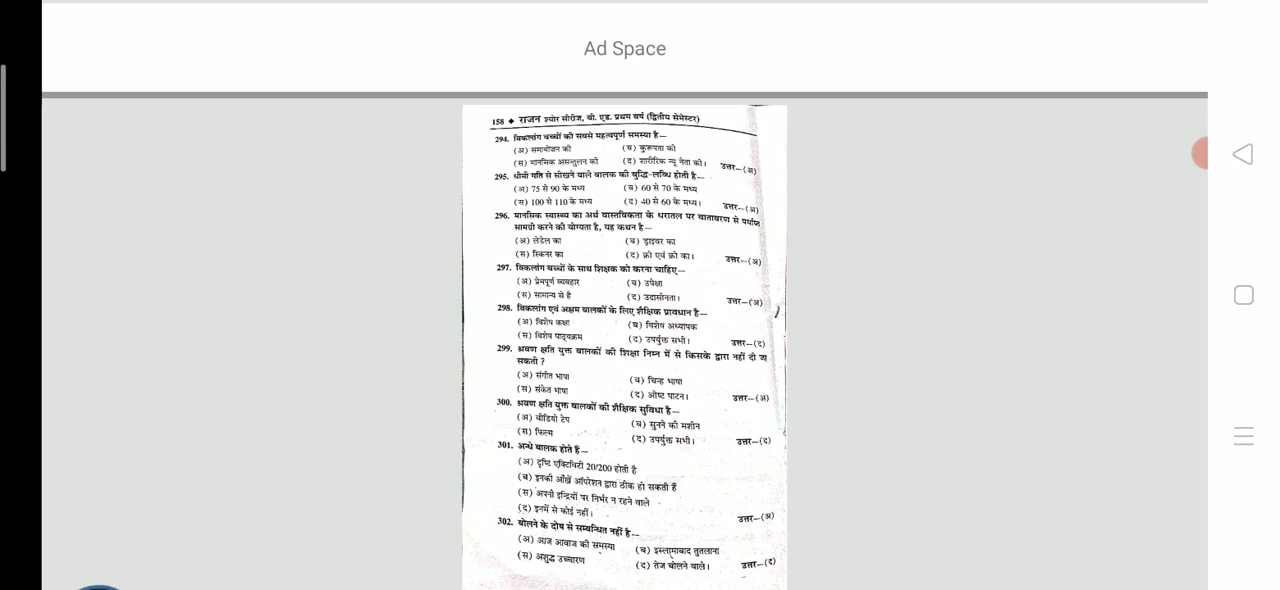 Ad Space
158 ◆ राजन श्योर सीरीज, बी. एड. प्रथम वर्ष (द्वितीय सेमेस्टर)
294. विकलांग बच्चों की सबसे महत्वपूर्ण समस्या है—
(अ) समायोजन की (ब) कुरूपता की
(स) मानसिक असन्तुलन की (द) शारीरिक न्यू नेता की। उत्तर—(अ)
295. धीमी गति से सीखने वाले बालक की बुद्धि-लब्धि होती है—
(अ) 75 से 90 के मध्य (ब) 60 से 70 के मध्य
(स) 100 से 110 के मध्य (द) 40 से 60 के मध्य। उत्तर—(अ)
296. मानसिक स्वास्थ्य का अर्थ वास्तविकता के धरातल पर वातावरण से पर्याप्त
सामग्री करने की योग्यता है, यह कथन है—
(अ) लेडेल का (ब) ड्राइवर का
(स) स्किनर का (द) क्रो एवं क्रो का। उत्तर—(अ)
297. विकलांग बच्चों के साथ शिक्षक को करना चाहिए—
(अ) प्रेमपूर्ण व्यवहार (ब) उपेक्षा
(स) सामान्य से है (द) उदासीनता। उत्तर—(अ)
298. विकलांग एवं अक्षम बालकों के लिए शैक्षिक प्रावधान है—
(अ) विशेष कक्षा (ब) विशेष अध्यापक
(स) विशेष पाठ्यक्रम (द) उपर्युक्त सभी। उत्तर—(द)
299. श्रवण क्षति युक्त बालकों की शिक्षा निम्न में से किसके द्वारा नहीं दी जा
सकती ?
(अ) संगीत भाषा (ब) चिन्ह भाषा
(स) संकेत भाषा (द) ओष्ट पाटन। उत्तर—(अ)
300. श्रवण क्षति युक्त बालकों की शैक्षिक सुविधा है—
(अ) वीडियो टेप (ब) सुनने की मशीन
(स) फिल्म (द) उपर्युक्त सभी। उत्तर—(द)
301. अन्धे बालक होते हैं—
(अ) दृष्टि एक्टिविटी 20/200 होती है
(ब) इनकी आँखें ऑपरेशन द्वारा ठीक हो सकती हैं
(स) अपनी इन्द्रियों पर निर्भर न रहने वाले
(द) इनमें से कोई नहीं। उत्तर—(अ)
302. बोलने के दोष से सम्बन्धित नहीं है—
(अ) आज आवाज की समस्या (ब) इस्लामाबाद तुतलाना
(स) अशुद्ध उच्चारण (द) तेज बोलने वाले। उत्तर—(द)